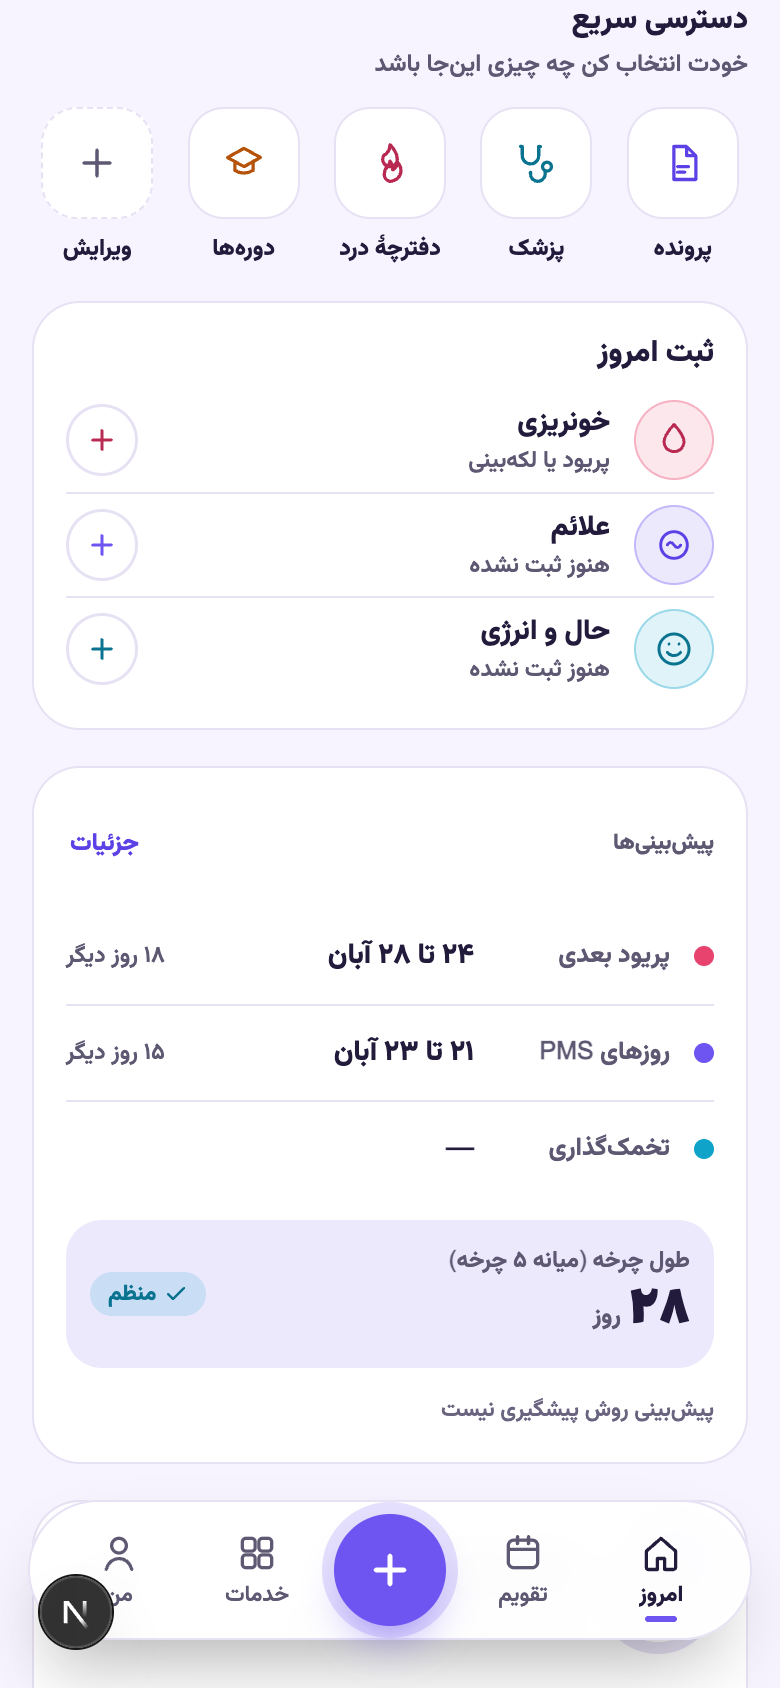 دسترسی سریع
خودت انتخاب کن چه چیزی این‌جا باشد
پرونده
پزشک
دفترچهٔ درد
دوره‌ها
ویرایش
ثبت امروز
خونریزی
پریود یا لکه‌بینی
علائم
هنوز ثبت نشده
حال و انرژی
هنوز ثبت نشده
پیش‌بینی‌ها جزئیات
پریود بعدی ۲۴ تا ۲۸ آبان ۱۸ روز دیگر
روزهای PMS ۲۱ تا ۲۳ آبان ۱۵ روز دیگر
تخمک‌گذاری —
طول چرخه (میانه ۵ چرخه)
۲۸ روز
منظم
پیش‌بینی روش پیشگیری نیست
امروز
تقویم
خدمات
من
N